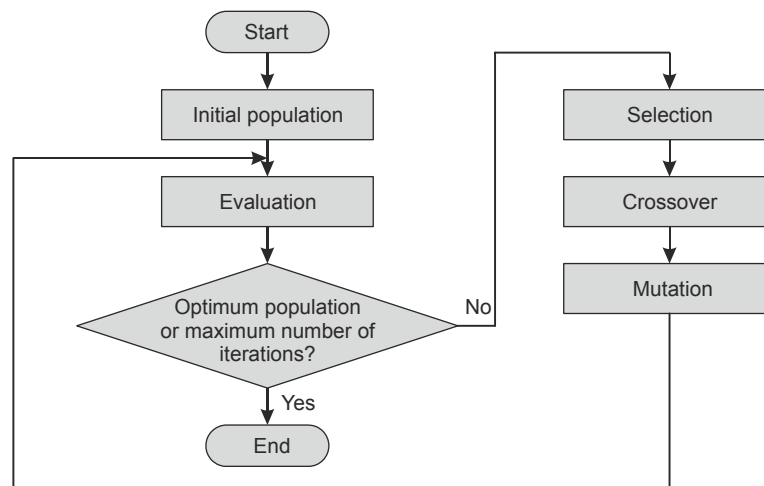 Start
Initial population
Evaluation
Optimum population
or maximum number of
iterations?
No
Yes
End
Selection
Crossover
Mutation